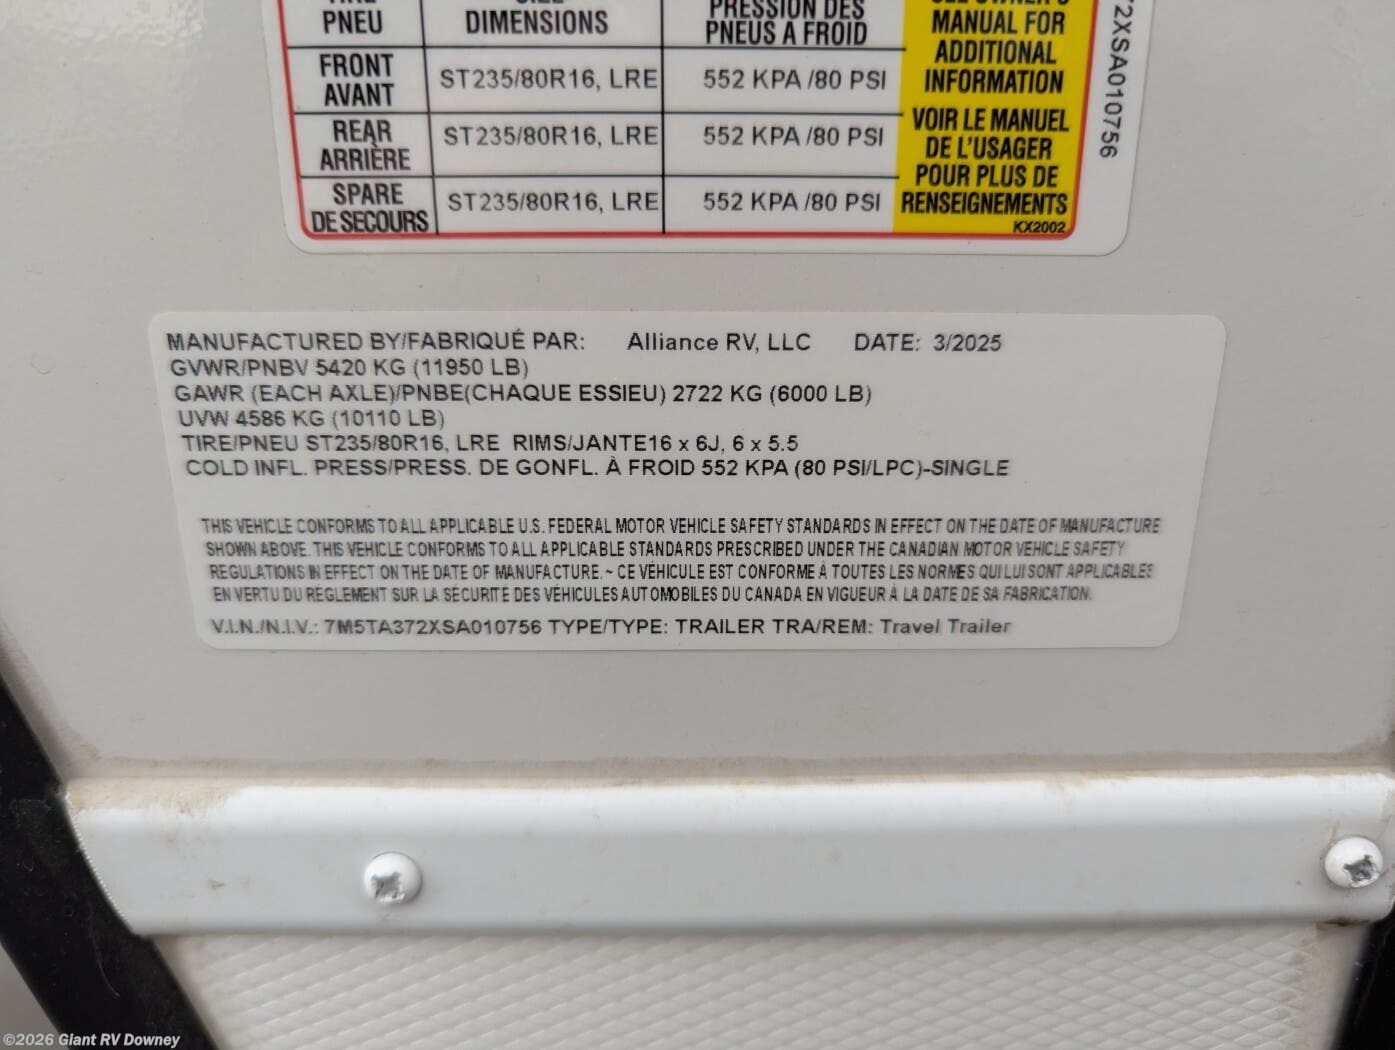 PNEU DIMENSIONS PRESSION DES
PNEUS A FROID
FRONT
AVANT ST235/80R16, LRE 552 KPA /80 PSI
REAR
ARRIÈRE ST235/80R16, LRE 552 KPA /80 PSI
SPARE
DE SECOURS ST235/80R16, LRE 552 KPA /80 PSI
SEE OWNER'S
MANUAL FOR
ADDITIONAL
INFORMATION
VOIR LE MANUEL
DE L'USAGER
POUR PLUS DE
RENSEIGNEMENTS
KX2002
72XSA010756
MANUFACTURED BY/FABRIQUÉ PAR: Alliance RV, LLC DATE: 3/2025
GVWR/PNBV 5420 KG (11950 LB)
GAWR (EACH AXLE)/PNBE(CHAQUE ESSIEU) 2722 KG (6000 LB)
UVW 4586 KG (10110 LB)
TIRE/PNEU ST235/80R16, LRE RIMS/JANTE16 x 6J, 6 x 5.5
COLD INFL. PRESS/PRESS. DE GONFL. À FROID 552 KPA (80 PSI/LPC)-SINGLE
THIS VEHICLE CONFORMS TO ALL APPLICABLE U.S. FEDERAL MOTOR VEHICLE SAFETY STANDARDS IN EFFECT ON THE DATE OF MANUFACTURE
SHOWN ABOVE. THIS VEHICLE CONFORMS TO ALL APPLICABLE STANDARDS PRESCRIBED UNDER THE CANADIAN MOTOR VEHICLE SAFETY
REGULATIONS IN EFFECT ON THE DATE OF MANUFACTURE. ~ CE VÉHICULE EST CONFORME À TOUTES LES NORMES QUI LUI SONT APPLICABLES
EN VERTU DU RÈGLEMENT SUR LA SÉCURITÉ DES VÉHICULES AUTOMOBILES DU CANADA EN VIGUEUR À LA DATE DE SA FABRICATION.
V.I.N./N.I.V.: 7M5TA372XSA010756 TYPE/TYPE: TRAILER TRA/REM: Travel Trailer
©2026 Giant RV Downey